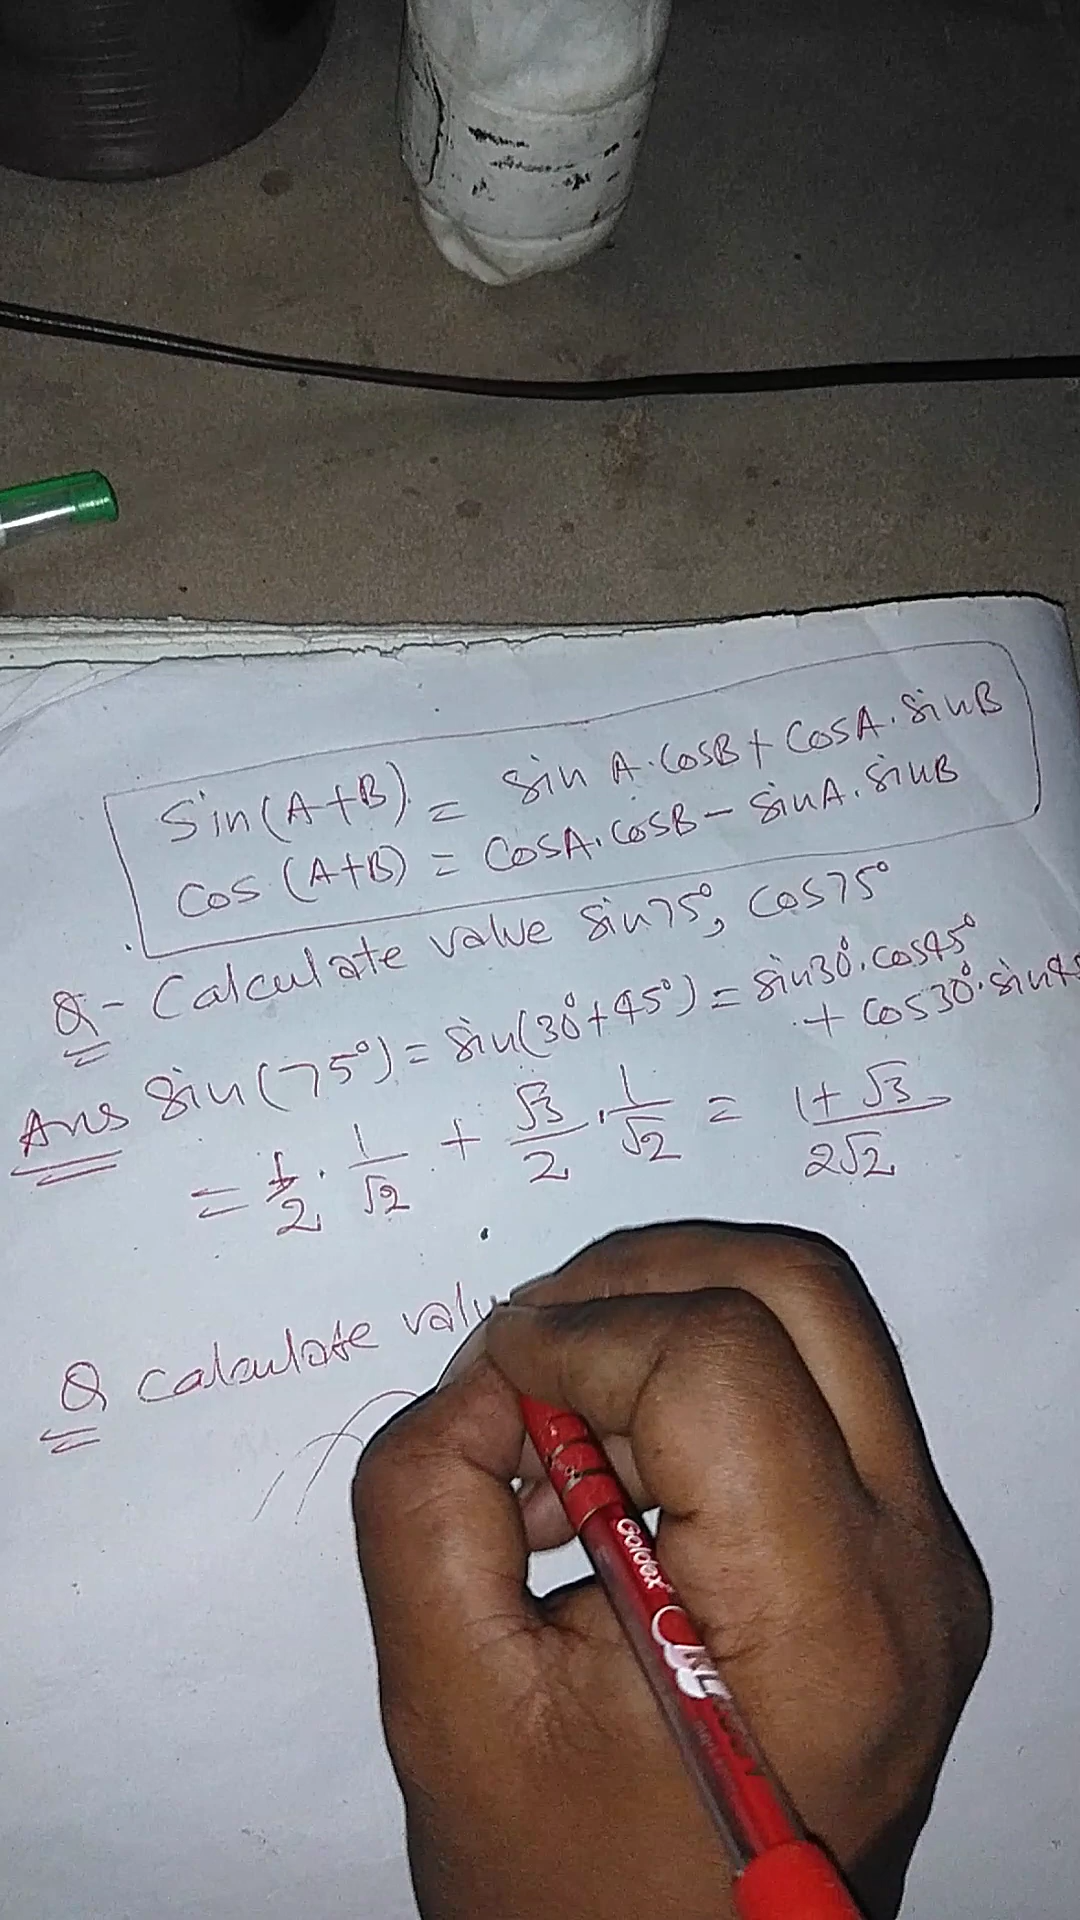 Sin(A+B) = Sin A.CosB + CosA.SinB
Cos (A+B) = CosA.CosB - SinA.SinB
Q - Calculate value Sin75°, Cos75°
Ans Sin(75°) = Sin(30°+45°) = Sin30°.Cos45°
+ Cos30°.Sin45
= 1/2 . 1/√2 + √3/2 . 1/√2 = 1+√3/2√2
Q Calculate valu
Goldex